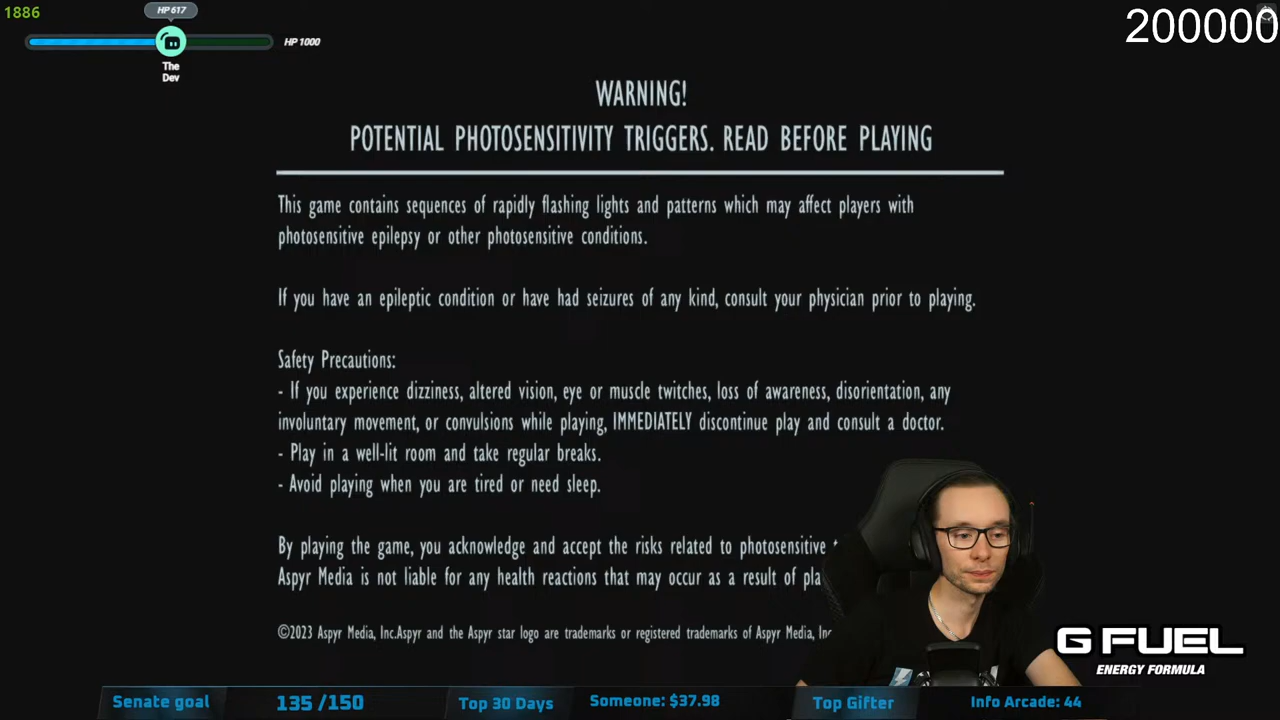 1886
HP 617
200000
HP 1000
The
Dev
WARNING!
POTENTIAL PHOTOSENSITIVITY TRIGGERS. READ BEFORE PLAYING
This game contains sequences of rapidly flashing lights and patterns which may affect players with
photosensitive epilepsy or other photosensitive conditions.
If you have an epileptic condition or have had seizures of any kind, consult your physician prior to playing.
Safety Precautions:
- If you experience dizziness, altered vision, eye or muscle twitches, loss of awareness, disorientation, any
involuntary movement, or convulsions while playing, IMMEDIATELY discontinue play and consult a doctor.
- Play in a well-lit room and take regular breaks.
- Avoid playing when you are tired or need sleep.
By playing the game, you acknowledge and accept the risks related to photosensitive
Aspyr Media is not liable for any health reactions that may occur as a result of
©2023 Aspyr Media, Inc.Aspyr and the Aspyr star logo are trademarks or registered trademarks of Aspyr Media,
G FUEL
ENERGY FORMULA
Senate goal
135 /150
Top 30 Days
Someone: $37.98
Top Gifter
Info Arcade: 44